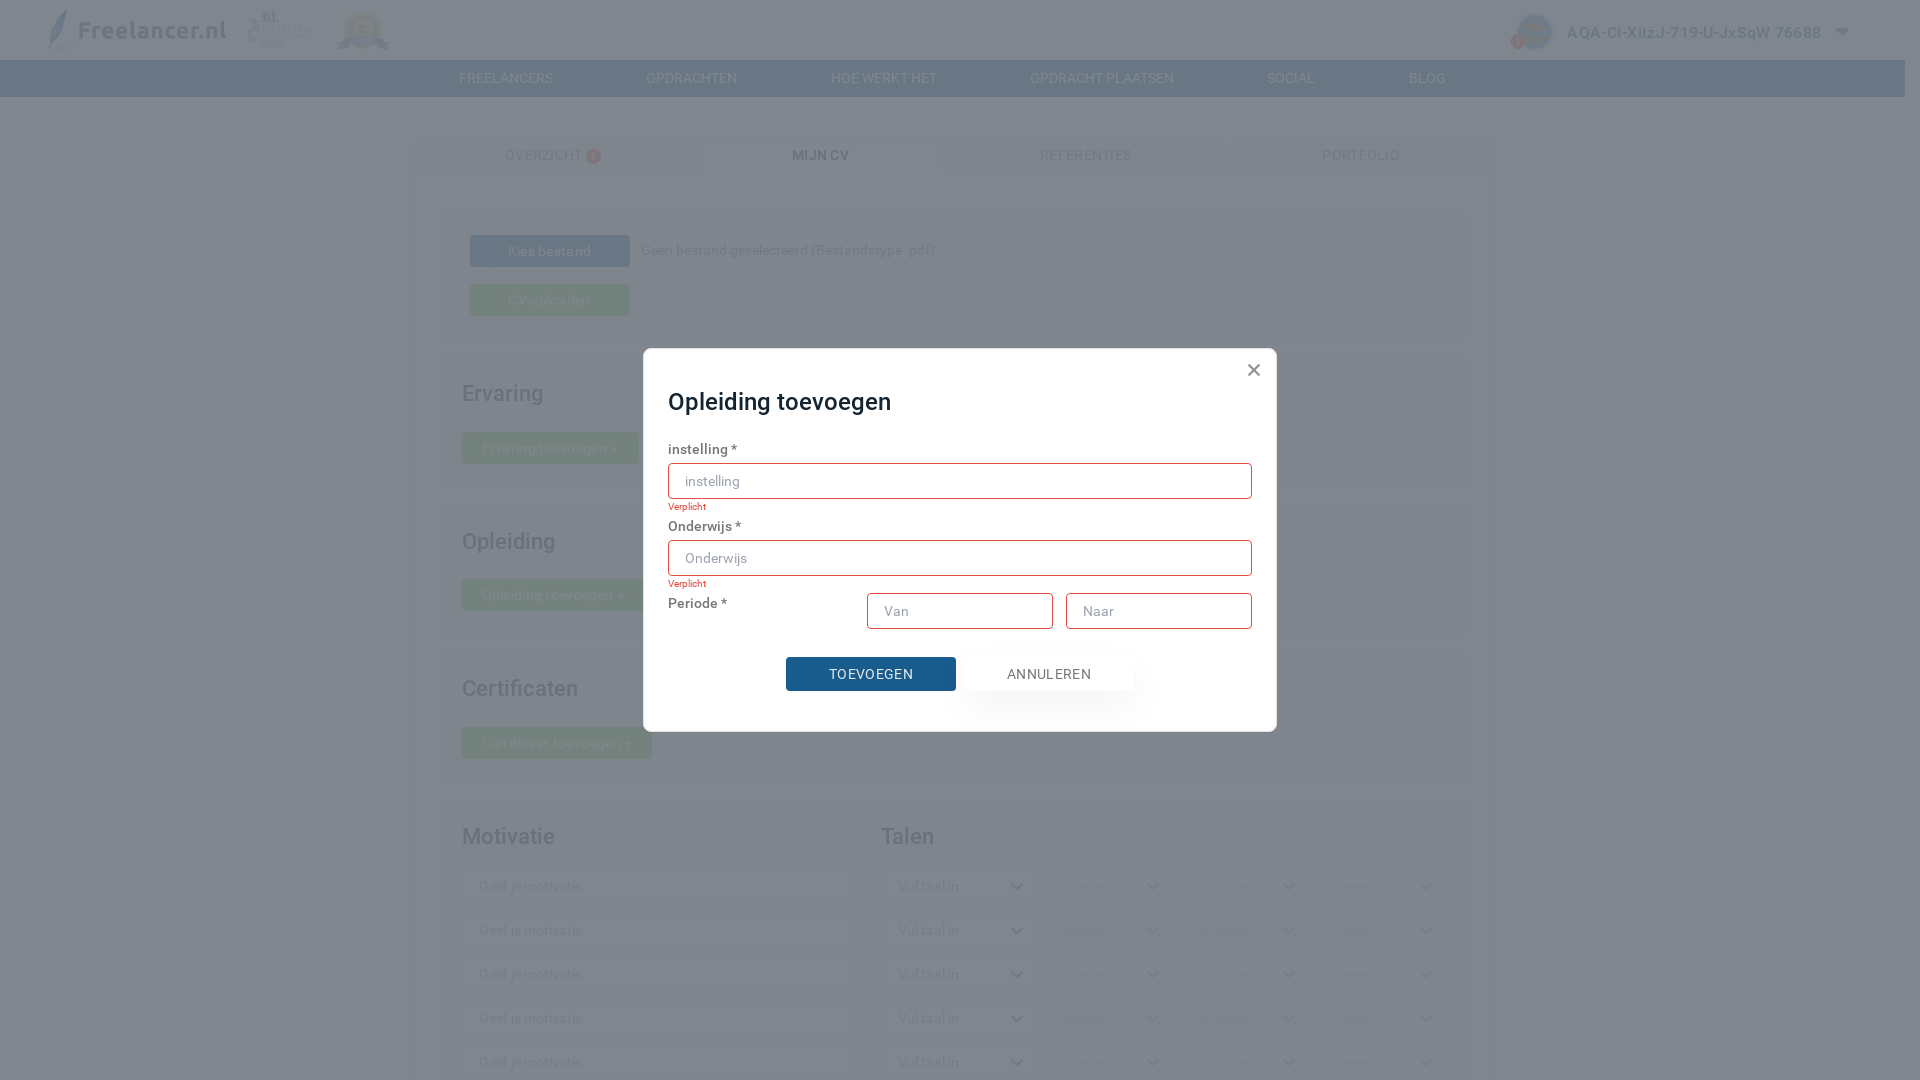 Freelancer.nl
fd.
AQA-CI-XiIzJ-719-U-JxSqW 76688
FREELANCERS OPDRACHTEN HOE WERKT HET OPDRACHT PLAATSEN SOCIAL BLOG
OVERZICHT MIJN CV REFERENTIES PORTFOLIO
Kies bestand Geen bestand geselecteerd (Bestandstype .pdf)
CV uploaden
Ervaring
Ervaring toevoegen +
Opleiding
Opleiding toevoegen +
Certificaten
Certificaat toevoegen +
Opleiding toevoegen
instelling *
instelling
Verplicht
Onderwijs *
Onderwijs
Verplicht
Periode * Van Naar
TOEVOEGEN ANNULEREN
Motivatie Talen
Geef je motivatie Vul taal in
Geef je motivatie Vul taal in
Geef je motivatie Vul taal in
Geef je motivatie Vul taal in
Geef je motivatie Vul taal in